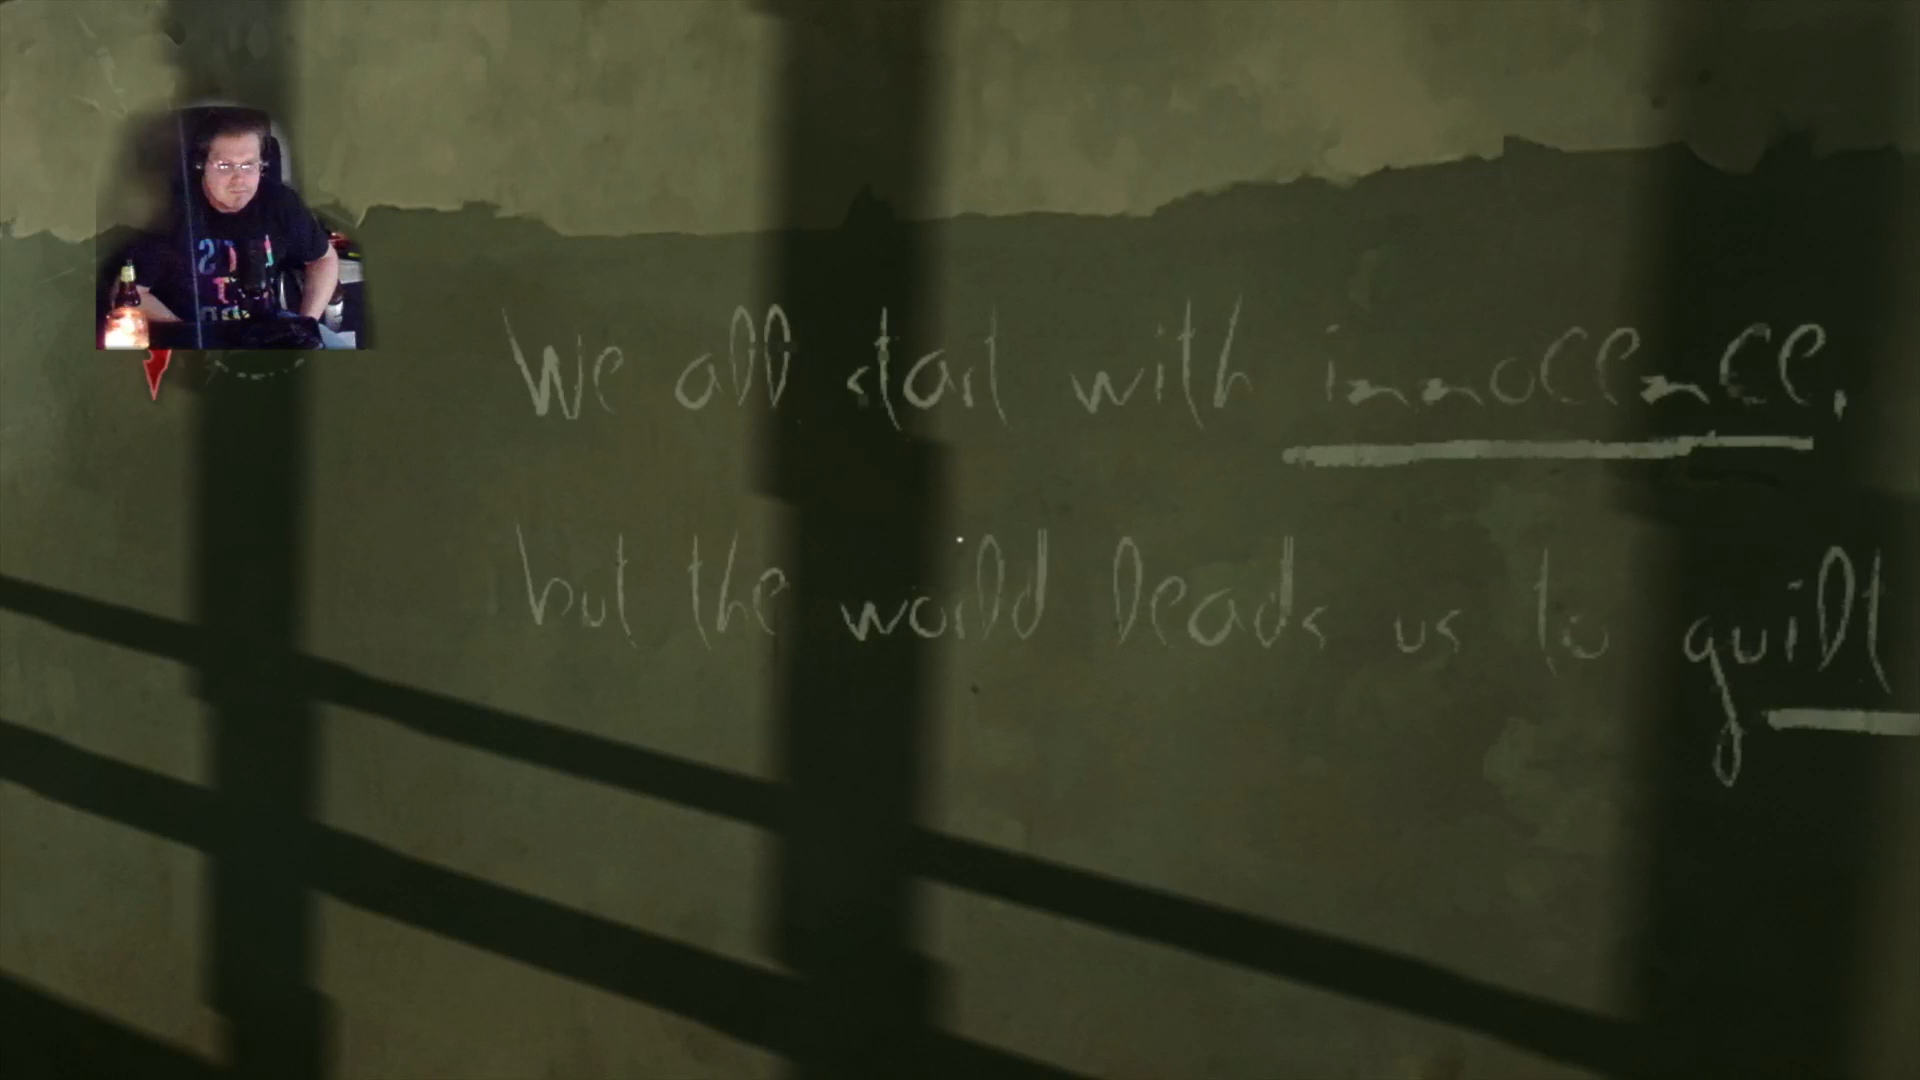 We all start with innocence,
but the world leads us to guilt